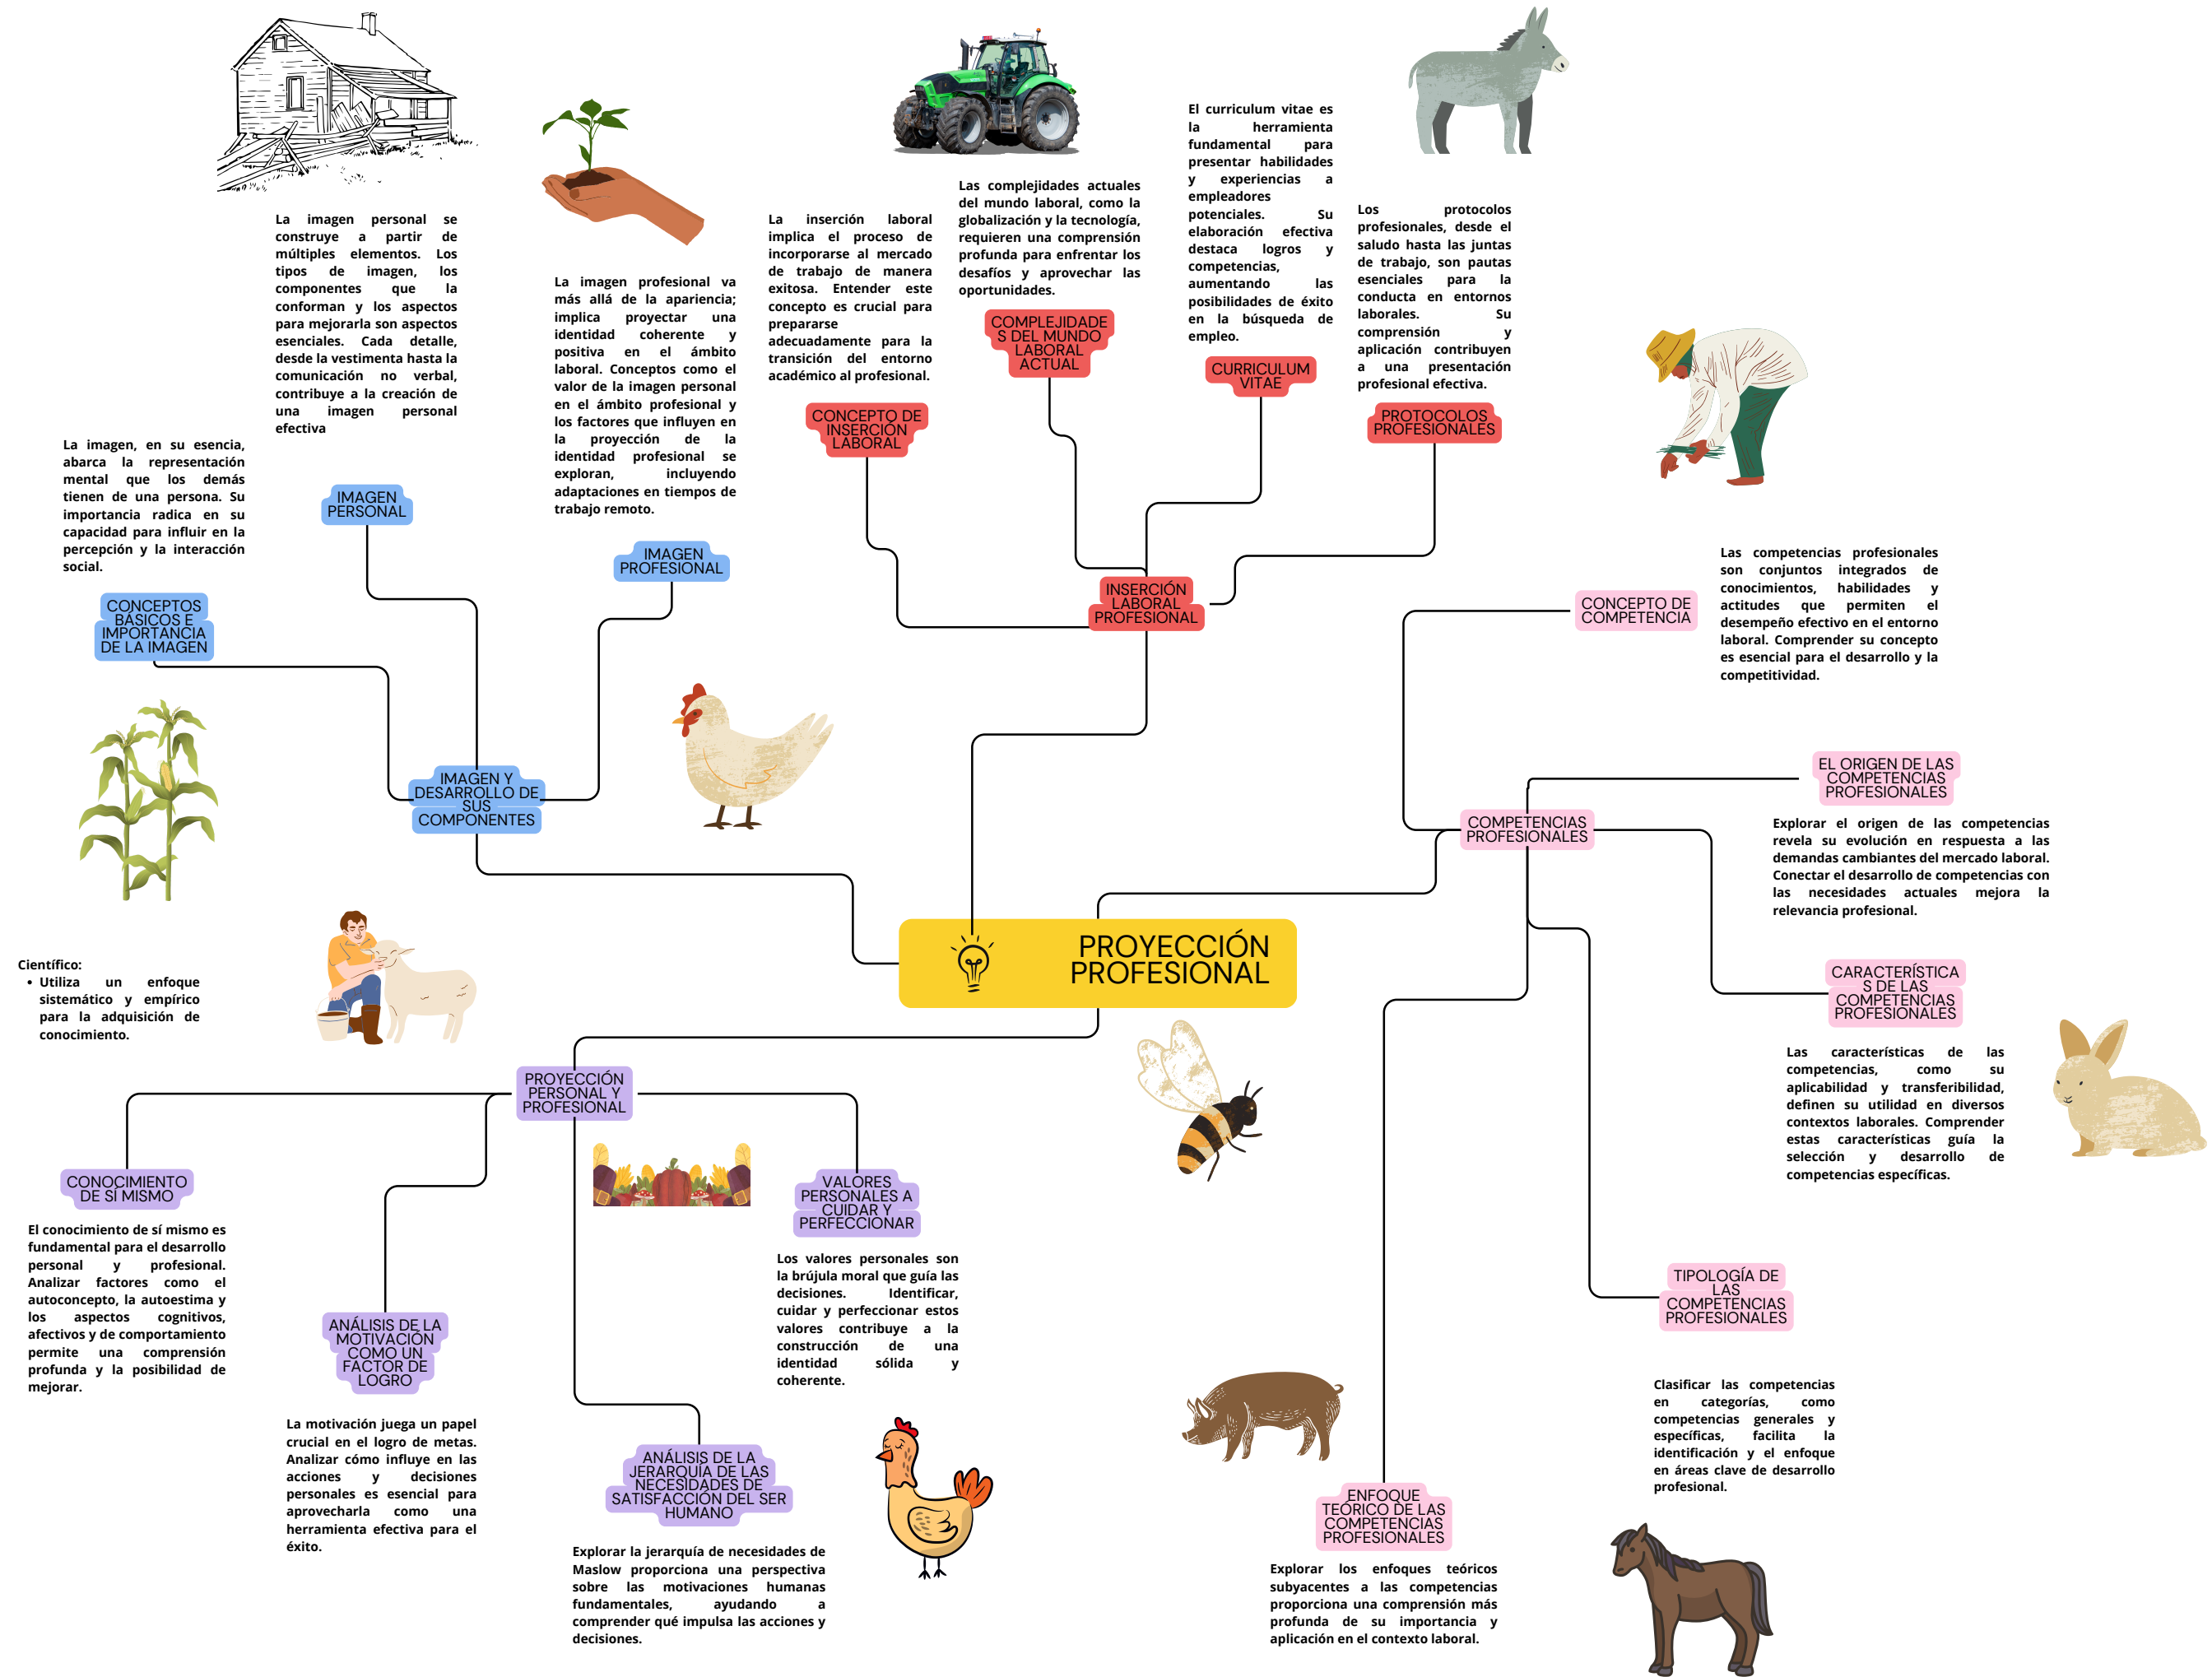 La imagen personal se
construye a partir de
múltiples elementos. Los
tipos de imagen, los
componentes que la
conforman y los aspectos
para mejorarla son aspectos
esenciales. Cada detalle,
desde la vestimenta hasta la
comunicación no verbal,
contribuye a la creación de
una imagen personal
efectiva
IMAGEN
PERSONAL
La imagen, en su esencia,
abarca la representación
mental que los demás
tienen de una persona. Su
importancia radica en su
capacidad para influir en la
percepción y la interacción
social.
CONCEPTOS
BÁSICOS E
IMPORTANCIA
DE LA IMAGEN
La imagen profesional va
más allá de la apariencia;
implica proyectar una
identidad coherente y
positiva en el ámbito
laboral. Conceptos como el
valor de la imagen personal
en el ámbito profesional y
los factores que influyen en
la proyección de la
identidad profesional se
exploran, incluyendo
adaptaciones en tiempos de
trabajo remoto.
IMAGEN
PROFESIONAL
IMAGEN Y
DESARROLLO DE
SUS
COMPONENTES
La inserción laboral
implica el proceso de
incorporarse al mercado
de trabajo de manera
exitosa. Entender este
concepto es crucial para
prepararse
adecuadamente para la
transición del entorno
académico al profesional.
CONCEPTO DE
INSERCIÓN
LABORAL
Las complejidades actuales
del mundo laboral, como la
globalización y la tecnología,
requieren una comprensión
profunda para enfrentar los
desafíos y aprovechar las
oportunidades.
COMPLEJIDADE
S DEL MUNDO
LABORAL
ACTUAL
El curriculum vitae es
la herramienta
fundamental para
presentar habilidades
y experiencias a
empleadores
potenciales. Su
elaboración efectiva
destaca logros y
competencias,
aumentando las
posibilidades de éxito
en la búsqueda de
empleo.
CURRICULUM
VITAE
Los protocolos
profesionales, desde el
saludo hasta las juntas
de trabajo, son pautas
esenciales para la
conducta en entornos
laborales. Su
comprensión y
aplicación contribuyen
a una presentación
profesional efectiva.
PROTOCOLOS
PROFESIONALES
INSERCIÓN
LABORAL
PROFESIONAL
CONCEPTO DE
COMPETENCIA
Las competencias profesionales
son conjuntos integrados de
conocimientos, habilidades y
actitudes que permiten el
desempeño efectivo en el entorno
laboral. Comprender su concepto
es esencial para el desarrollo y la
competitividad.
EL ORIGEN DE LAS
COMPETENCIAS
PROFESIONALES
Explorar el origen de las competencias
revela su evolución en respuesta a las
demandas cambiantes del mercado laboral.
Conectar el desarrollo de competencias con
las necesidades actuales mejora la
relevancia profesional.
COMPETENCIAS
PROFESIONALES
CARACTERÍSTICA
S DE LAS
COMPETENCIAS
PROFESIONALES
Las características de las
competencias, como su
aplicabilidad y transferibilidad,
definen su utilidad en diversos
contextos laborales. Comprender
estas características guía la
selección y desarrollo de
competencias específicas.
TIPOLOGÍA DE
LAS
COMPETENCIAS
PROFESIONALES
Clasificar las competencias
en categorías, como
competencias generales y
específicas, facilita la
identificación y el enfoque
en áreas clave de desarrollo
profesional.
ENFOQUE
TEÓRICO DE LAS
COMPETENCIAS
PROFESIONALES
Explorar los enfoques teóricos
subyacentes a las competencias
proporciona una comprensión más
profunda de su importancia y
aplicación en el contexto laboral.
PROYECCIÓN
PROFESIONAL
Científico:
• Utiliza un enfoque
sistemático y empírico
para la adquisición de
conocimiento.
PROYECCIÓN
PERSONAL Y
PROFESIONAL
CONOCIMIENTO
DE SÍ MISMO
El conocimiento de sí mismo es
fundamental para el desarrollo
personal y profesional.
Analizar factores como el
autoconcepto, la autoestima y
los aspectos cognitivos,
afectivos y de comportamiento
permite una comprensión
profunda y la posibilidad de
mejorar.
ANÁLISIS DE LA
MOTIVACIÓN
COMO UN
FACTOR DE
LOGRO
La motivación juega un papel
crucial en el logro de metas.
Analizar cómo influye en las
acciones y decisiones
personales es esencial para
aprovecharla como una
herramienta efectiva para el
éxito.
ANÁLISIS DE LA
JERARQUÍA DE LAS
NECESIDADES DE
SATISFACCIÓN DEL SER
HUMANO
Explorar la jerarquía de necesidades de
Maslow proporciona una perspectiva
sobre las motivaciones humanas
fundamentales, ayudando a
comprender qué impulsa las acciones y
decisiones.
VALORES
PERSONALES A
CUIDAR Y
PERFECCIONAR
Los valores personales son
la brújula moral que guía las
decisiones. Identificar,
cuidar y perfeccionar estos
valores contribuye a la
construcción de una
identidad sólida y
coherente.